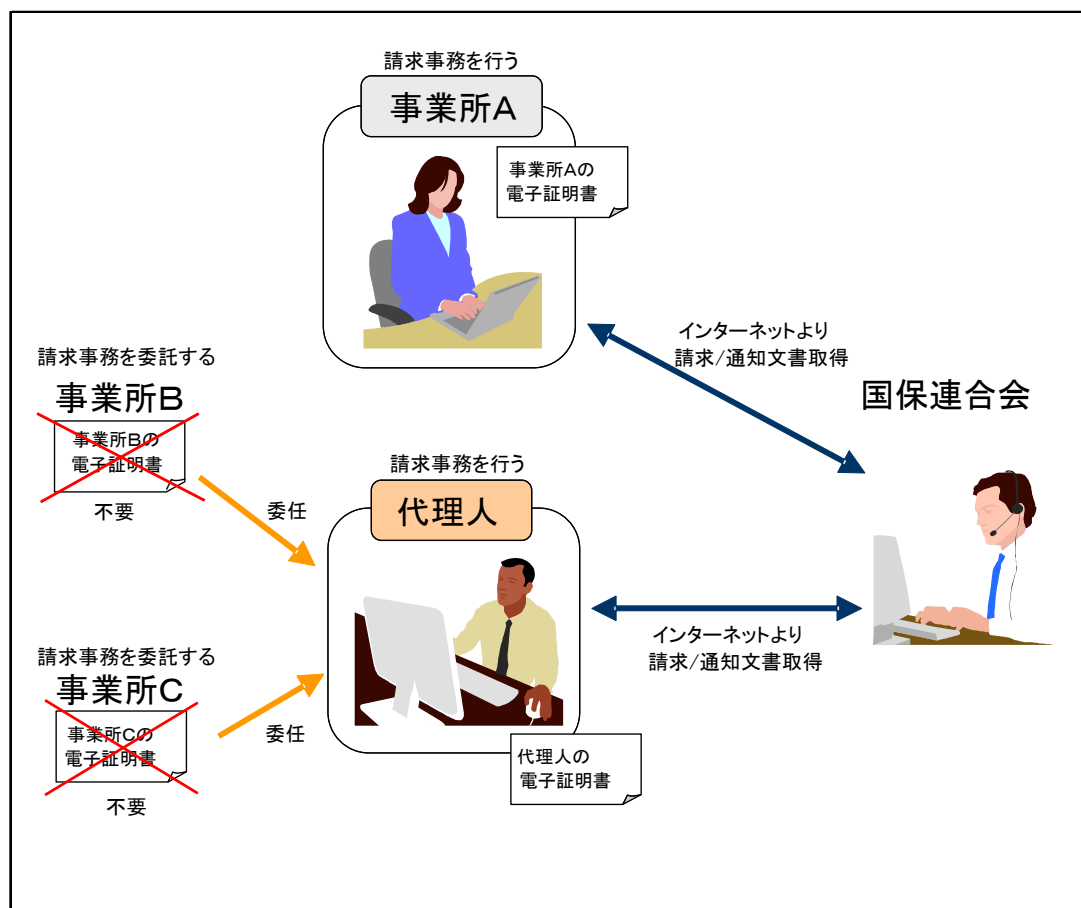 請求事務を行う
事業所A
事業所Aの
電子証明書
インターネットより
請求/通知文書取得
国保連合会
請求事務を委託する
事業所B
事業所Bの
電子証明書
不要
委任
請求事務を行う
代理人
インターネットより
請求/通知文書取得
請求事務を委託する
事業所C
事業所Cの
電子証明書
不要
委任
代理人の
電子証明書